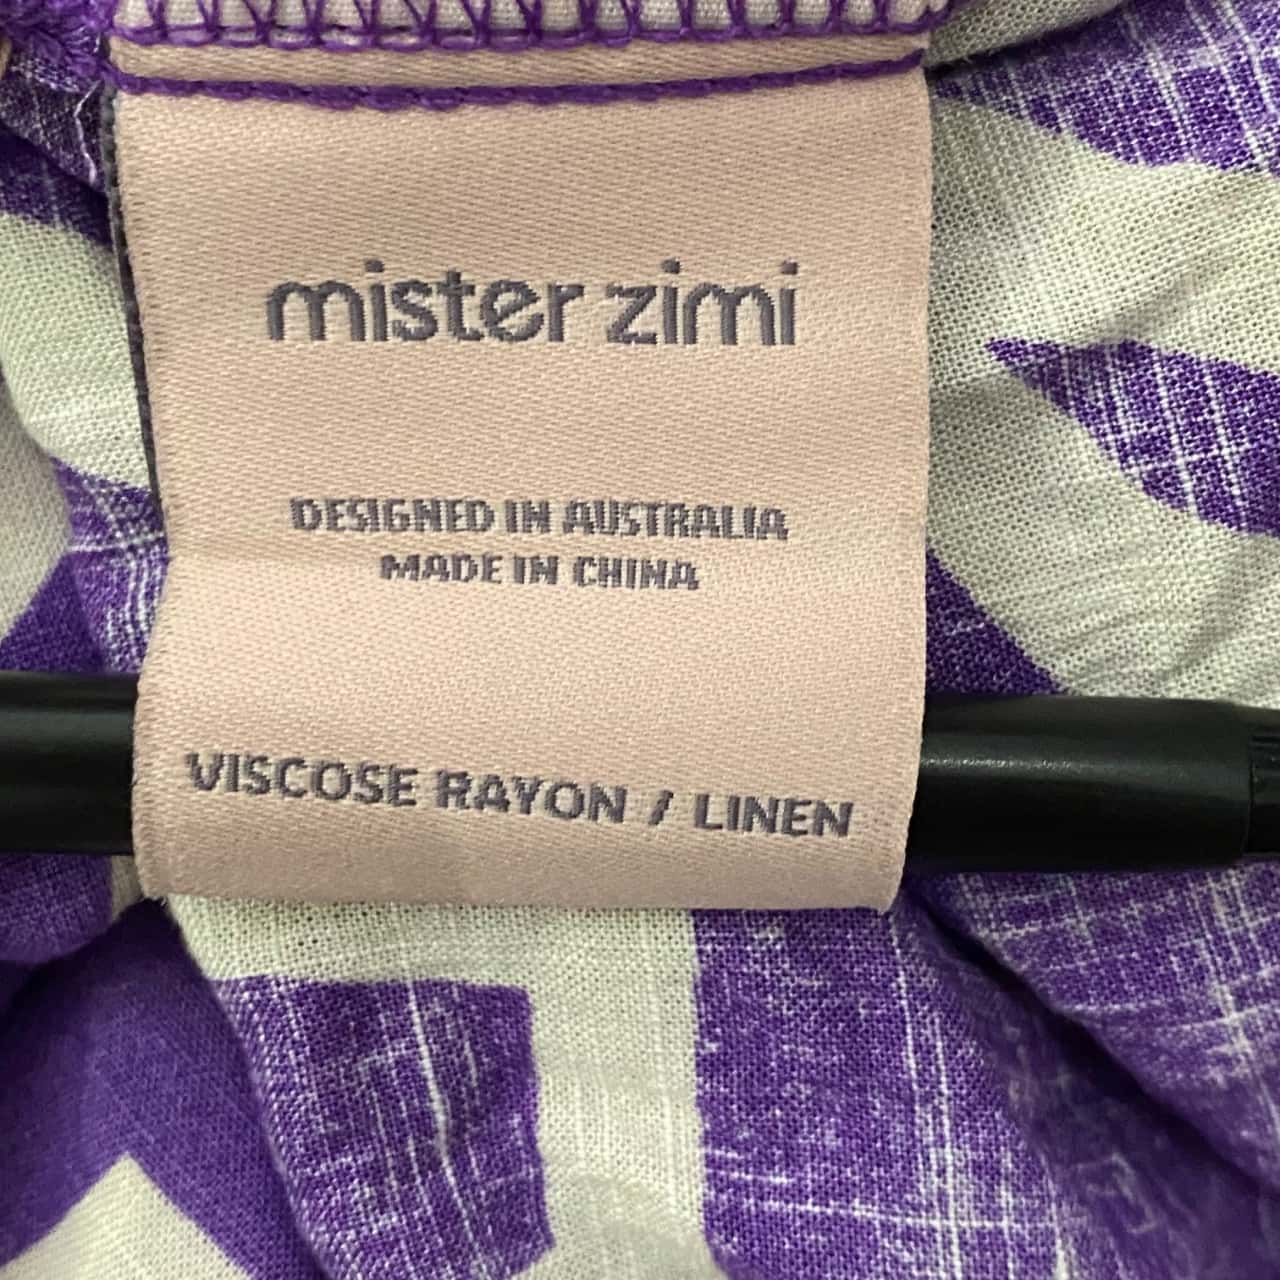 mister zimi
DESIGNED IN AUSTRALIA
MADE IN CHINA
VISCOSE RAYON / LINEN